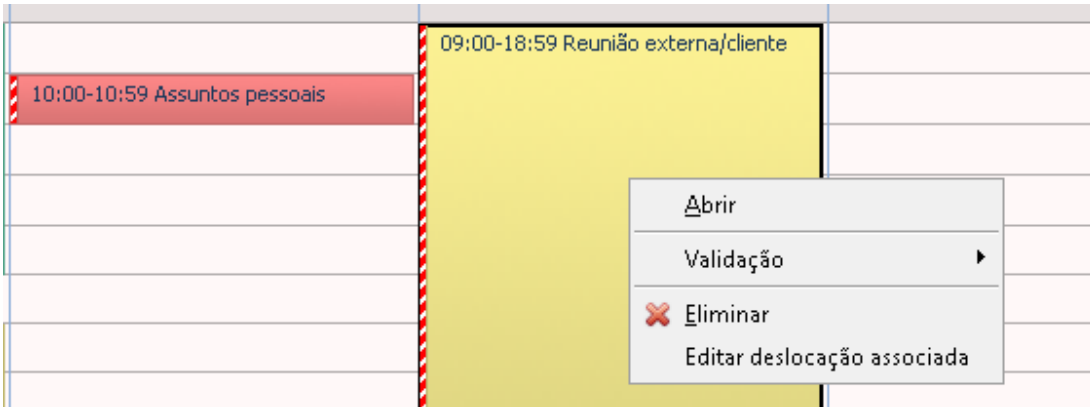 09:00-18:59 Reunião externa/cliente
10:00-10:59 Assuntos pessoais
Abrir
Validação
Eliminar
Editar deslocação associada